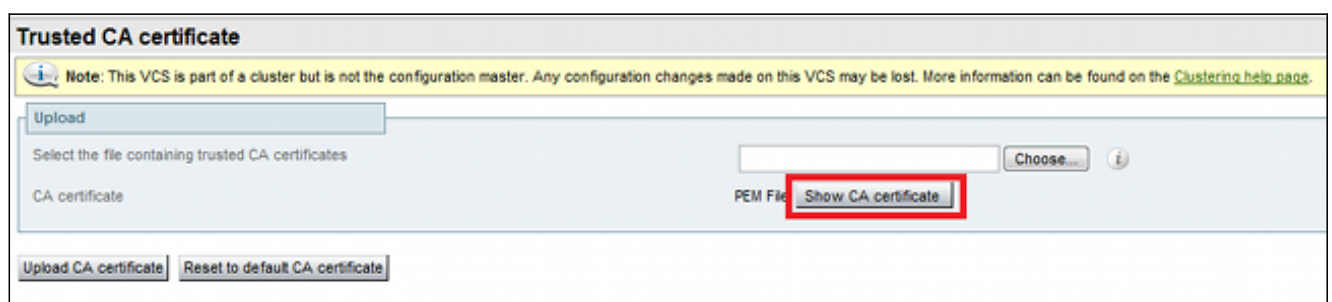 Trusted CA certificate
Note: This VCS is part of a cluster but is not the configuration master. Any configuration changes made on this VCS may be lost. More information can be found on the Clustering help page.
Upload
Select the file containing trusted CA certificates
Choose...
i
CA certificate
PEM File
Show CA certificate
Upload CA certificate
Reset to default CA certificate